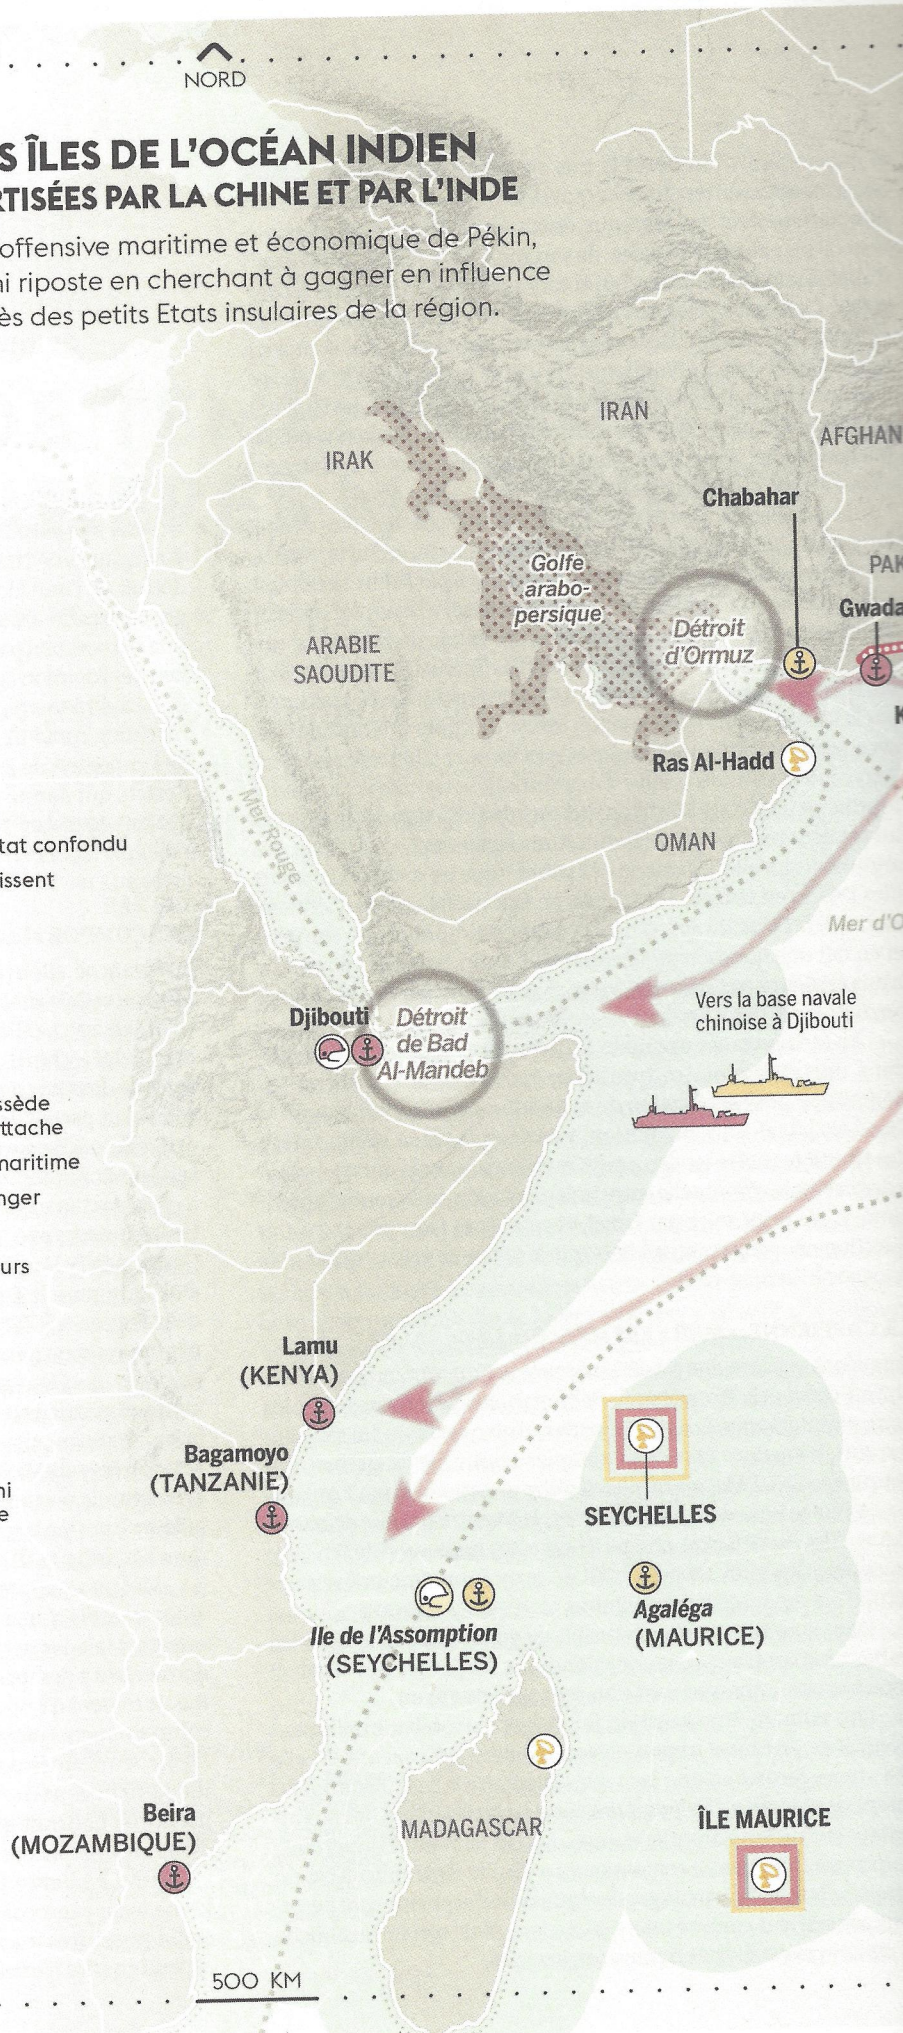 NORD
S ÎLES DE L'OCÉAN INDIEN
RTISÉES PAR LA CHINE ET PAR L'INDE
offensive maritime et économique de Pékin,
ni riposte en cherchant à gagner en influence
ès des petits Etats insulaires de la région.
IRAN
AFGHAN
IRAK
Chabahar
Golfe
arabo-
persique
PAK
Gwada
Détroit
d'Ormuz
ARABIE
SAOUDITE
K
Ras Al-Hadd
Mer Rouge
OMAN
tat confondu
issent
Mer d'O
Vers la base navale
chinoise à Djibouti
Djibouti
Détroit
de Bad
Al-Mandeb
ssède
ttache
maritime
nger
urs
Lamu
(KENYA)
Bagamoyo
(TANZANIE)
ni
e
SEYCHELLES
Ile de l'Assomption
(SEYCHELLES)
Agaléga
(MAURICE)
Beira
(MOZAMBIQUE)
MADAGASCAR
ÎLE MAURICE
500 KM